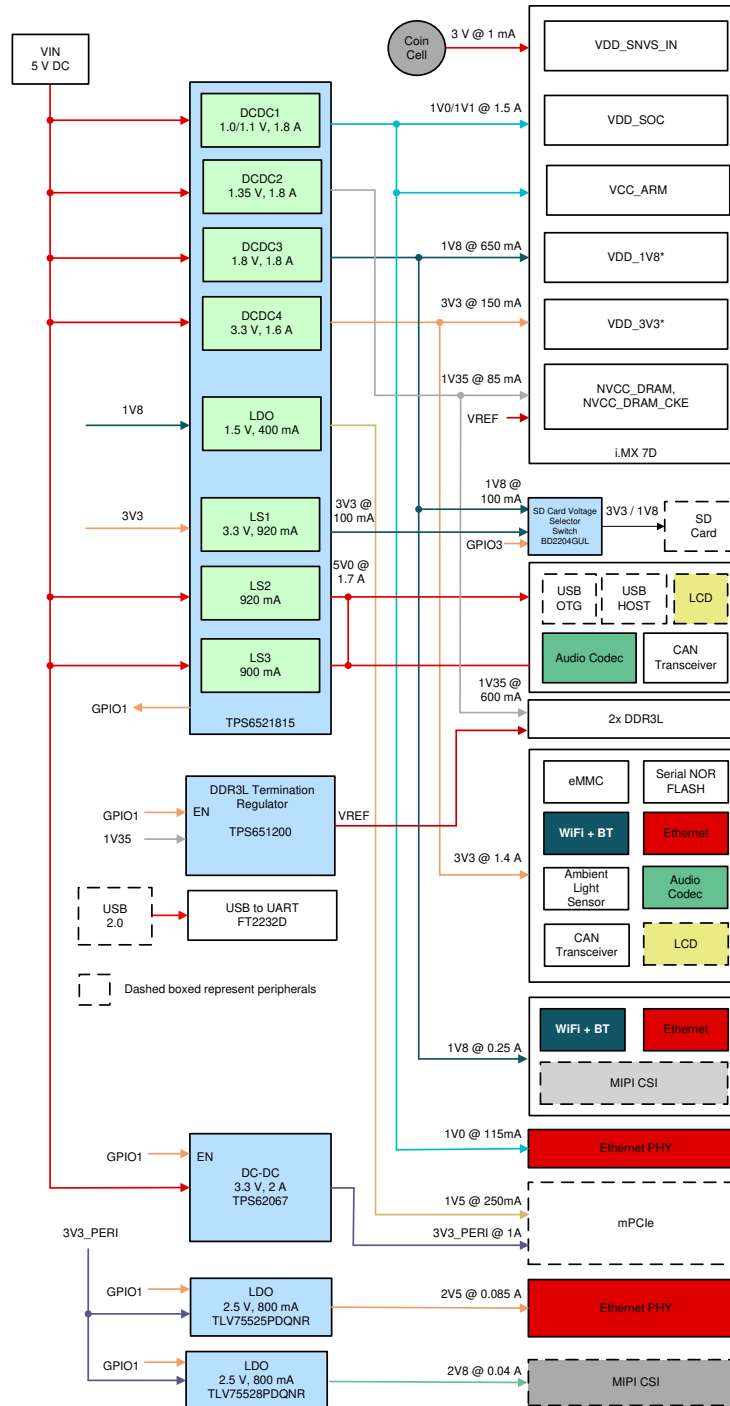 VIN
5 V DC
Coin
Cell
3 V @ 1 mA
VDD_SNVS_IN
DCDC1
1.0/1.1 V, 1.8 A
1V0/1V1 @ 1.5 A
VDD_SOC
DCDC2
1.35 V, 1.8 A
VCC_ARM
DCDC3
1.8 V, 1.8 A
1V8 @ 650 mA
VDD_1V8*
DCDC4
3.3 V, 1.6 A
3V3 @ 150 mA
VDD_3V3*
1V35 @ 85 mA
NVCC_DRAM,
NVCC_DRAM_CKE
VREF
i.MX 7D
1V8
LDO
1.5 V, 400 mA
3V3
LS1
3.3 V, 920 mA
3V3 @
100 mA
1V8 @
100 mA
GPIO3
SD Card Voltage
Selector
Switch
BD2204GUL
3V3 / 1V8
SD
Card
LS2
920 mA
5V0 @
1.7 A
USB
OTG
USB
HOST
LCD
Audio Codec
CAN
Transceiver
LS3
900 mA
GPIO1
TPS6521815
1V35 @
600 mA
2x DDR3L
DDR3L Termination
Regulator
TPS651200
GPIO1
EN
1V35
VREF
eMMC
Serial NOR
FLASH
WiFi + BT
Ethernet
3V3 @ 1.4 A
Ambient
Light
Sensor
Audio
Codec
CAN
Transceiver
LCD
USB
2.0
USB to UART
FT2232D
Dashed boxed represent peripherals
WiFi + BT
Ethernet
1V8 @ 0.25 A
MIPI CSI
1V0 @ 115mA
Ethernet PHY
GPIO1
EN
DC-DC
3.3 V, 2 A
TPS62067
1V5 @ 250mA
3V3_PERI @ 1A
mPCIe
3V3_PERI
GPIO1
LDO
2.5 V, 800 mA
TLV75525PDQNR
2V5 @ 0.085 A
Ethernet PHY
GPIO1
LDO
2.5 V, 800 mA
TLV75528PDQNR
2V8 @ 0.04 A
MIPI CSI